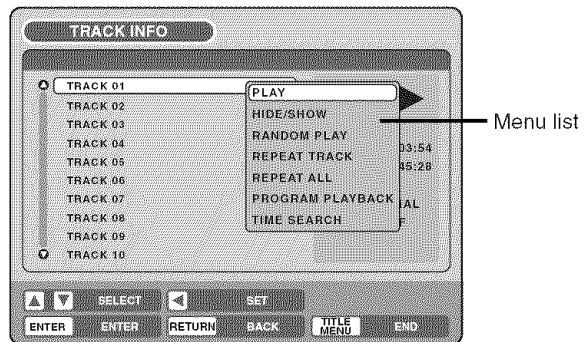 TRACK INFO
TRACK 01
TRACK 02
TRACK 03
TRACK 04
TRACK 05
TRACK 06
TRACK 07
TRACK 08
TRACK 09
TRACK 10
PLAY
HIDE/SHOW
RANDOM PLAY
REPEAT TRACK
REPEAT ALL
PROGRAM PLAYBACK
TIME SEARCH
03:54
45:28
Menu list
SELECT SET
ENTER ENTER RETURN BACK TITLE MENU END